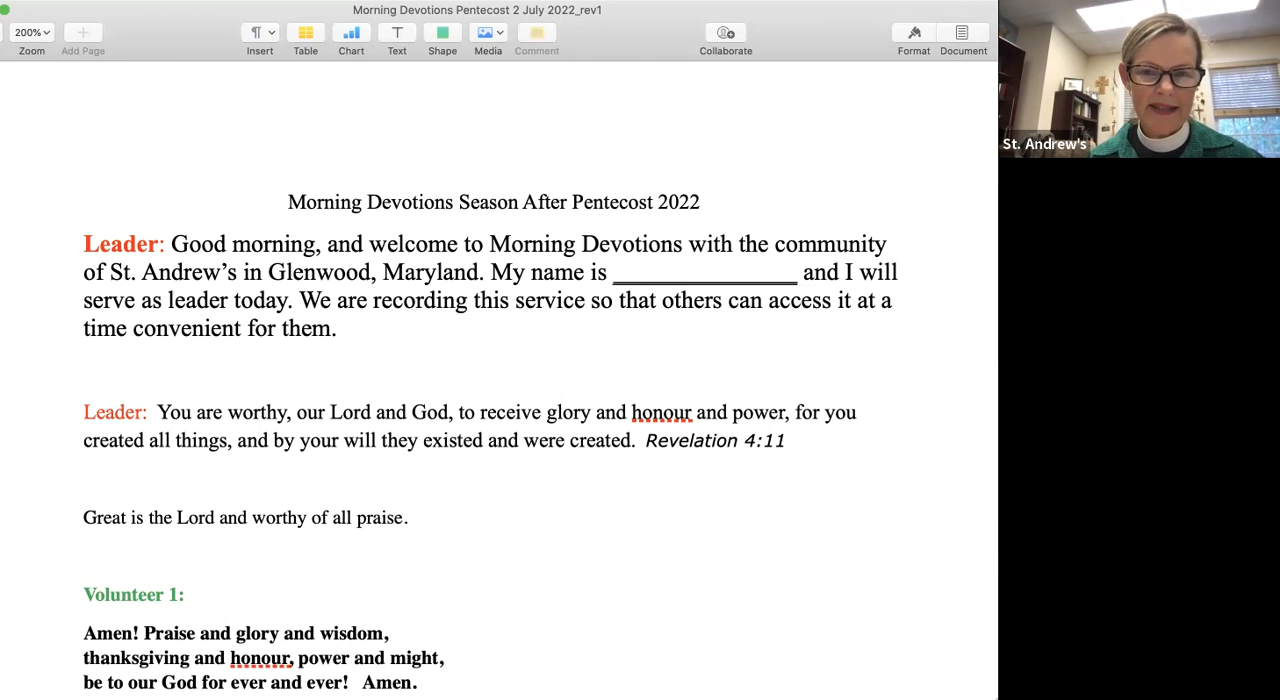 Morning Devotions Pentecost 2 July 2022_rev1
200%
Zoom
Add Page
Insert
Table
Chart
Text
Shape
Media
Comment
Collaborate
Format
Document
St. Andrew's
Morning Devotions Season After Pentecost 2022
Leader: Good morning, and welcome to Morning Devotions with the community
of St. Andrew’s in Glenwood, Maryland. My name is _______________ and I will
serve as leader today. We are recording this service so that others can access it at a
time convenient for them.
Leader: You are worthy, our Lord and God, to receive glory and honour and power, for you
created all things, and by your will they existed and were created. Revelation 4:11
Great is the Lord and worthy of all praise.
Volunteer 1:
Amen! Praise and glory and wisdom,
thanksgiving and honour, power and might,
be to our God for ever and ever! Amen.